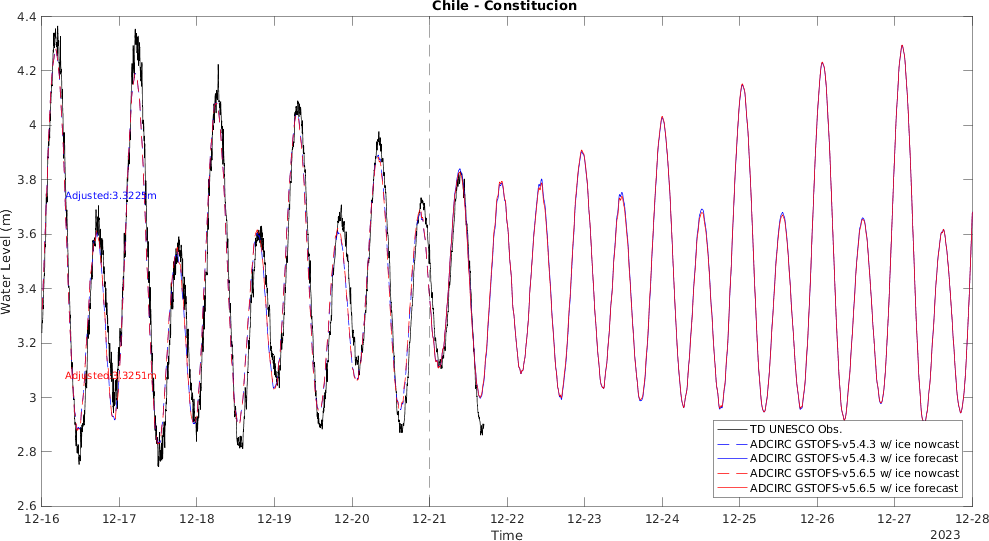 Chile - Constitucion
4.4
4.2
4
3.8
3.6
3.4
3.2
3
2.8
2.6
Water Level (m)
Adjusted:3.3225m
Adjusted:3.3251m
TD UNESCO Obs.
ADCIRC GSTOFS-v5.4.3 w/ ice nowcast
ADCIRC GSTOFS-v5.4.3 w/ ice forecast
ADCIRC GSTOFS-v5.6.5 w/ ice nowcast
ADCIRC GSTOFS-v5.6.5 w/ ice forecast
12-16 12-17 12-18 12-19 12-20 12-21 12-22 12-23 12-24 12-25 12-26 12-27 12-28
Time
2023